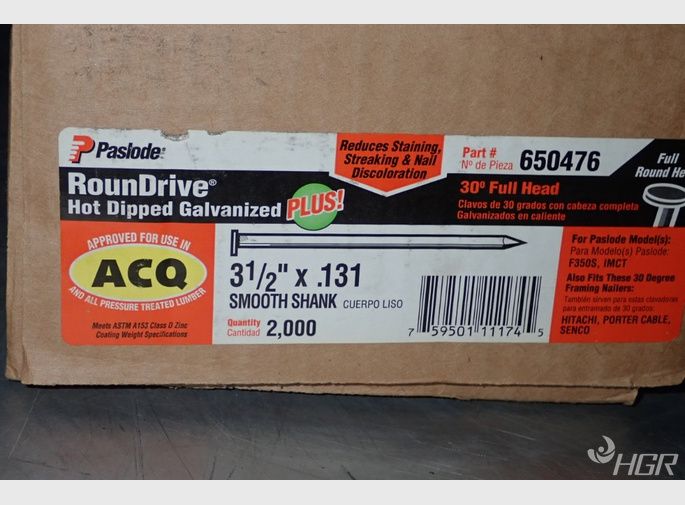 Paslode®
RounDrive®
Hot Dipped Galvanized PLUS!
Reduces Staining,
Streaking & Nail
Discoloration
Part # 650476
Nº de Pieza
Full
Round He
30º Full Head
Clavos de 30 grados con cabeza completa
Galvanizados en caliente
APPROVED FOR USE IN
ACQ
AND ALL PRESSURE TREATED LUMBER
Meets ASTM A153 Class D Zinc
Coating Weight Specifications
3 1/2" x .131
SMOOTH SHANK CUERPO LISO
Quantity
Cantidad 2,000
7 59501 11174 5
For Paslode Model(s):
Para Modelo(s) Paslode:
F350S, IMCT
Also Fits These 30 Degree
Framing Nailers:
También sirven para estas clavadoras
para entramado de 30 grados:
HITACHI, PORTER CABLE,
SENCO
HGR